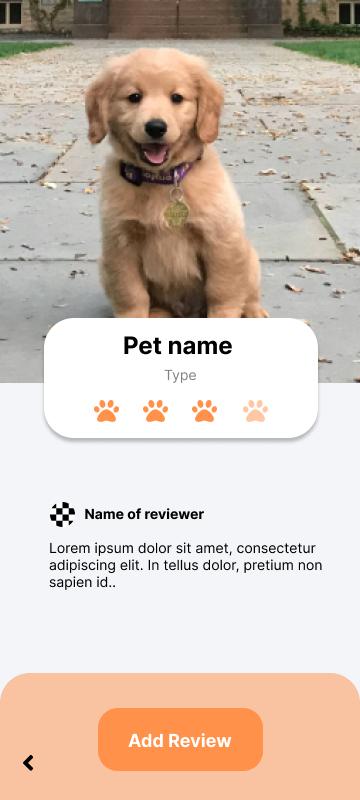 Pet name
Type
Name of reviewer
Lorem ipsum dolor sit amet, consectetur
adipiscing elit. In tellus dolor, pretium non
sapien id..
Add Review